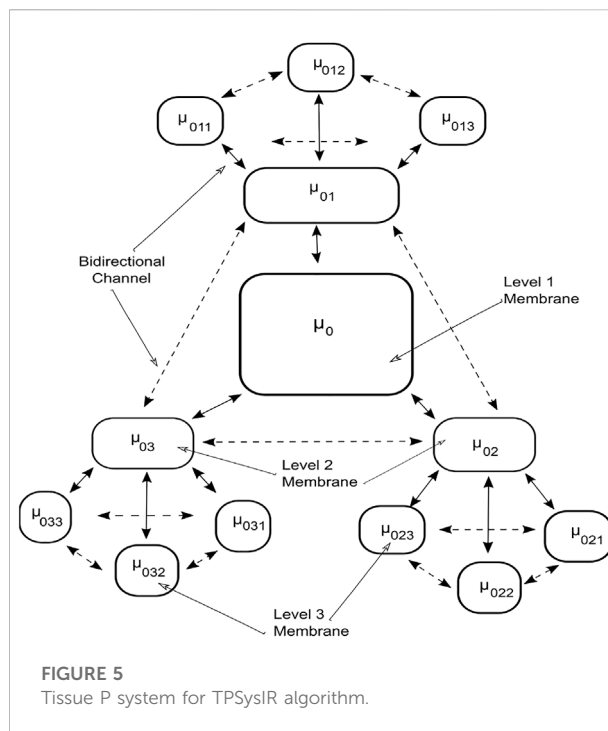 μ012
μ011
μ013
μ01
Bidirectional
Channel
Level 1
Membrane
μ0
μ03
μ02
Level 2
Membrane
μ033
μ031
μ023
μ021
μ032
μ022
Level 3
Membrane
FIGURE 5
Tissue P system for TPSysIR algorithm.